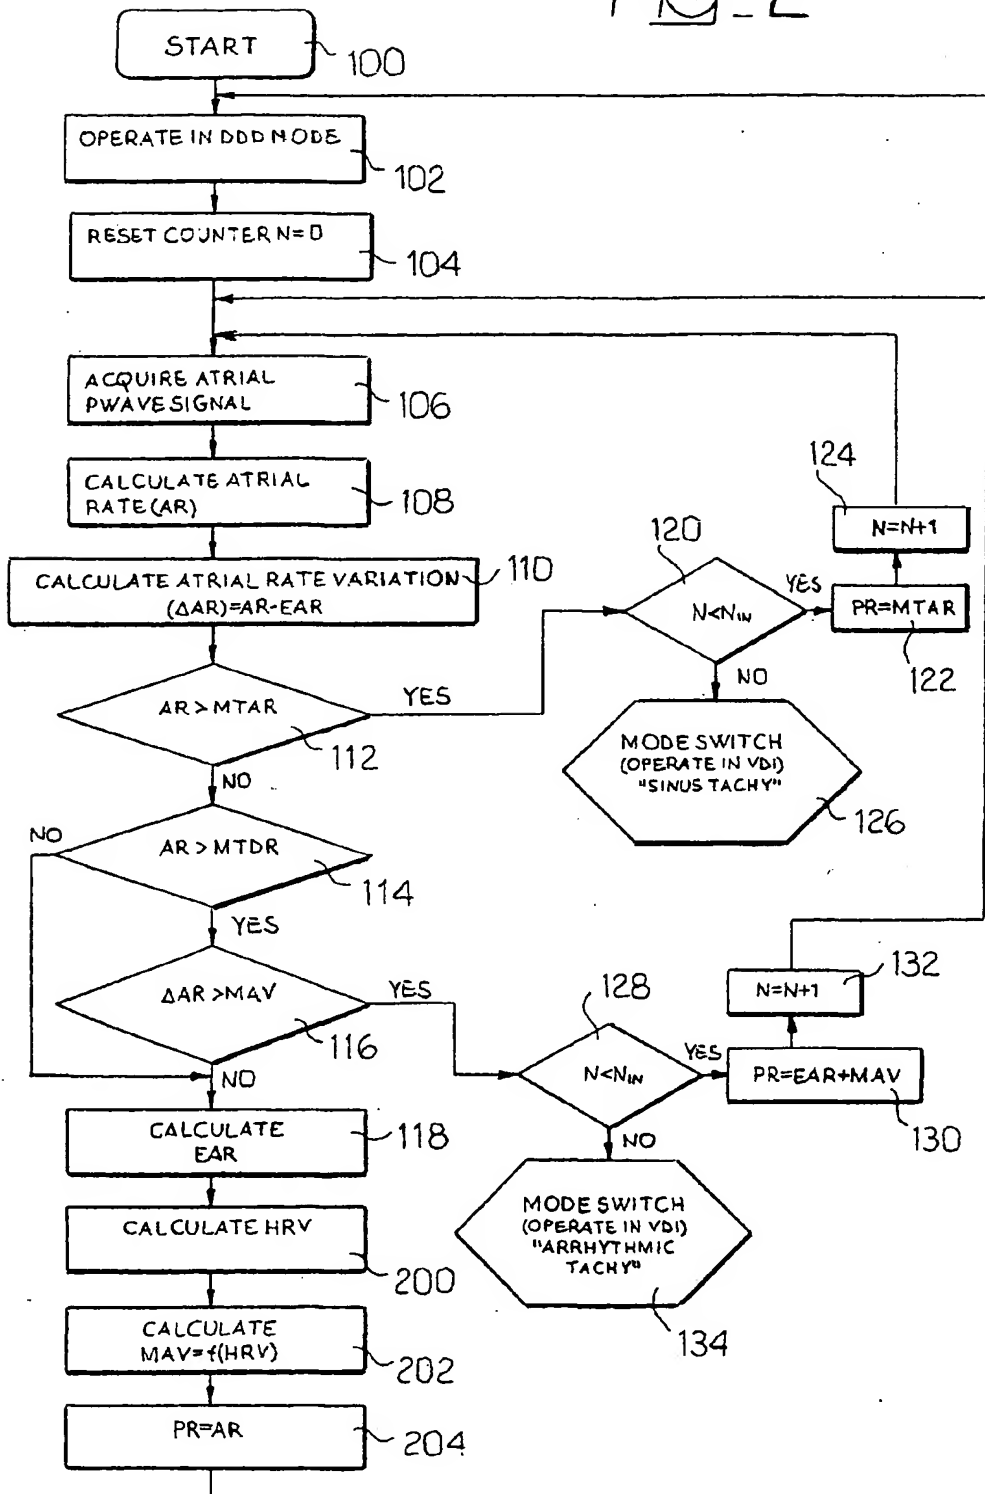 FIG_2
START
100
OPERATE IN DDD MODE
102
RESET COUNTER N=0
104
ACQUIRE ATRIAL
PWAVE SIGNAL
106
CALCULATE ATRIAL
RATE (AR)
108
CALCULATE ATRIAL RATE VARIATION
(ΔAR)=AR-EAR
110
AR > MTAR
112
YES
NO
120
N<NIN
YES
NO
PR=MTAR
122
124
N=N+1
MODE SWITCH
(OPERATE IN VDI)
"SINUS TACHY"
126
NO
AR > MTDR
114
YES
ΔAR >MAV
116
YES
NO
128
N<NIN
YES
NO
PR=EAR+MAV
130
132
N=N+1
MODE SWITCH
(OPERATE IN VDI)
"ARRHYTHMIC
TACHY"
134
CALCULATE
EAR
118
CALCULATE HRV
200
CALCULATE
MAV=f(HRV)
202
PR=AR
204